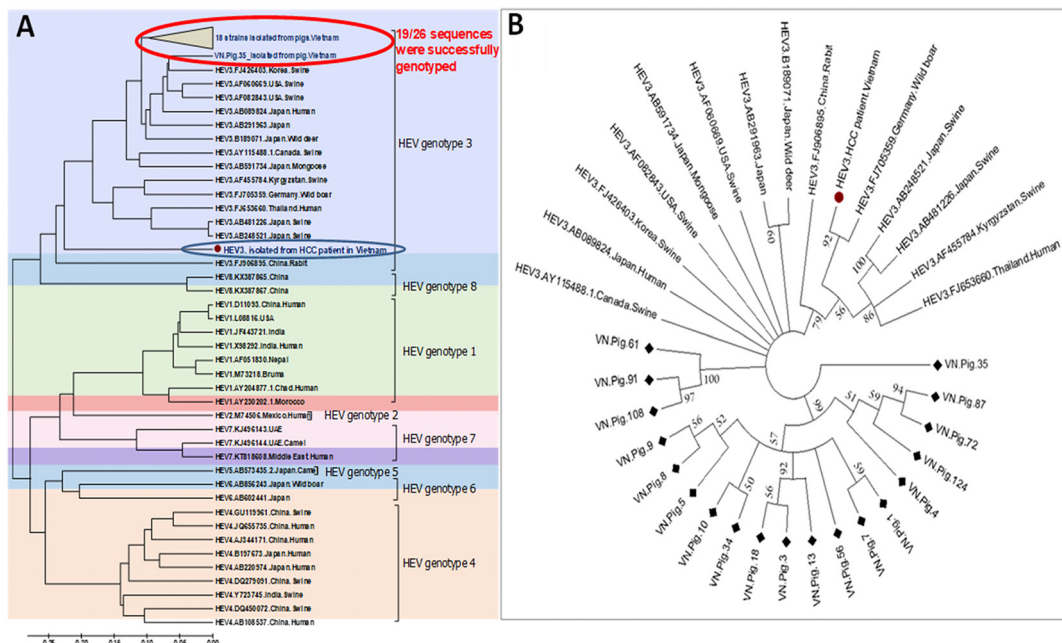 A
18 strains isolated from pigs.Vietnam
19/26 sequences
were successfully
genotyped
VN.Pig.35_isolated from pig.Vietnam
HEV3.FJ426403.Korea.Swine
HEV3.AF060669.USA.Swine
HEV3.AF082843.USA.Swine
HEV3.AB089824.Japan.Human
HEV3.AB291963.Japan
HEV3.B189071.Japan.Wild deer
HEV3.AY115488.1.Canada.Swine
HEV3.AB591734.Japan.Mongoose
HEV3.AF455784.Kyrgyzstan.Swine
HEV3.FJ705359.Germany.Wild boar
HEV3.FJ653660.Thailand.Human
HEV3.AB481226.Japan.Swine
HEV3.AB248521.Japan.Swine
HEV3. isolated from HCC patient in Vietnam
HEV3.FJ906895.China.Rabit
HEV genotype 3
HEV8.KX387865.China
HEV8.KX387867.China
HEV genotype 8
HEV1.D11093.China.Human
HEV1.L08816.USA
HEV1.JF443721.India
HEV1.X98292.India.Human
HEV1.AF051830.Nepal
HEV1.M73218.Bruma
HEV1.AY204877.1.Chad.Human
HEV1.AY230202.1.Morocco
HEV genotype 1
HEV2.M74506.Mexico.Human
HEV genotype 2
HEV7.KJ496143.UAE
HEV7.KJ496144.UAE.Camel
HEV7.KT818608.Middle East.Human
HEV genotype 7
HEV5.AB573435.2.Japan.Camel
HEV genotype 5
HEV6.AB856243.Japan.Wild boar
HEV6.AB602441.Japan
HEV genotype 6
HEV4.GU119961.China.Swine
HEV4.JQ655735.China.Human
HEV4.AJ344171.China.Human
HEV4.B197673.Japan.Human
HEV4.AB220974.Japan.Human
HEV4.DQ279091.China.Swine
HEV4.Y723745.India.Swine
HEV4.DQ450072.China.Swine
HEV4.AB108537.China.Human
HEV genotype 4
0.25 0.20 0.15 0.10 0.05 0.00
B
HEV3.AY115488.1.Canada.Swine
HEV3.AB089824.Japan.Human
HEV3.FJ426403.Korea.Swine
HEV3.AF082843.USA.Swine
HEV3.AB591734.Japan.Mongoose
HEV3.AF060669.USA.Swine
HEV3.AB291963.Japan
HEV3.B189071.Japan.Wild deer
HEV3.FJ906895.China.Rabit
HEV3.HCC patient.Vietnam
HEV3.FJ705359.Germany.Wild boar
HEV3.AB248521.Japan.Swine
HEV3.AB481226.Japan.Swine
HEV3.AF455784.Kyrgyzstan.Swine
HEV3.FJ653660.Thailand.Human
60
92
100
79
56
86
VN.Pig.35
VN.Pig.87
VN.Pig.72
VN.Pig.124
VN.Pig.4
VN.Pig.1
VN.Pig.7
VN.Pig.56
VN.Pig.13
VN.Pig.3
VN.Pig.18
VN.Pig.34
VN.Pig.10
VN.Pig.5
VN.Pig.8
VN.Pig.9
VN.Pig.108
VN.Pig.91
VN.Pig.61
100
97
99
51
59
94
57
59
92
56
50
52
56